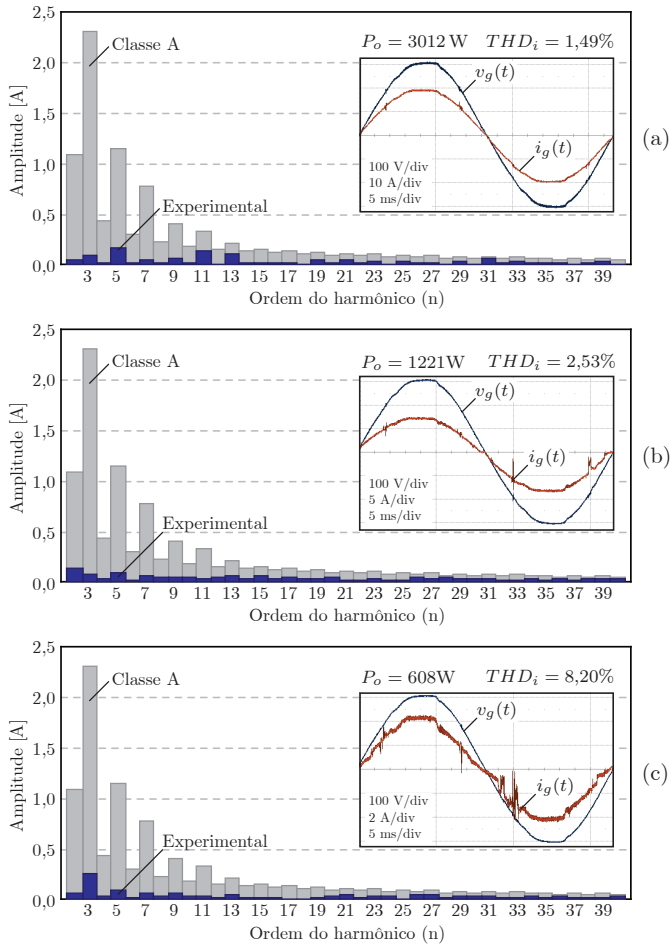 2,5
2,0
1,5
1,0
0,5
0,0
Amplitude [A]
Classe A
Experimental
P_o = 3012 W THD_i = 1,49%
v_g(t)
i_g(t)
100 V/div
10 A/div
5 ms/div
3 5 7 9 11 13 15 17 19 21 23 25 27 29 31 33 35 37 39
Ordem do harmônico (n)
(a)
2,5
2,0
1,5
1,0
0,5
0,0
Amplitude [A]
Classe A
Experimental
P_o = 1221W THD_i = 2,53%
v_g(t)
i_g(t)
100 V/div
5 A/div
5 ms/div
3 5 7 9 11 13 15 17 19 21 23 25 27 29 31 33 35 37 39
Ordem do harmônico (n)
(b)
2,5
2,0
1,5
1,0
0,5
0,0
Amplitude [A]
Classe A
Experimental
P_o = 608W THD_i = 8,20%
v_g(t)
i_g(t)
100 V/div
2 A/div
5 ms/div
3 5 7 9 11 13 15 17 19 21 23 25 27 29 31 33 35 37 39
Ordem do harmônico (n)
(c)